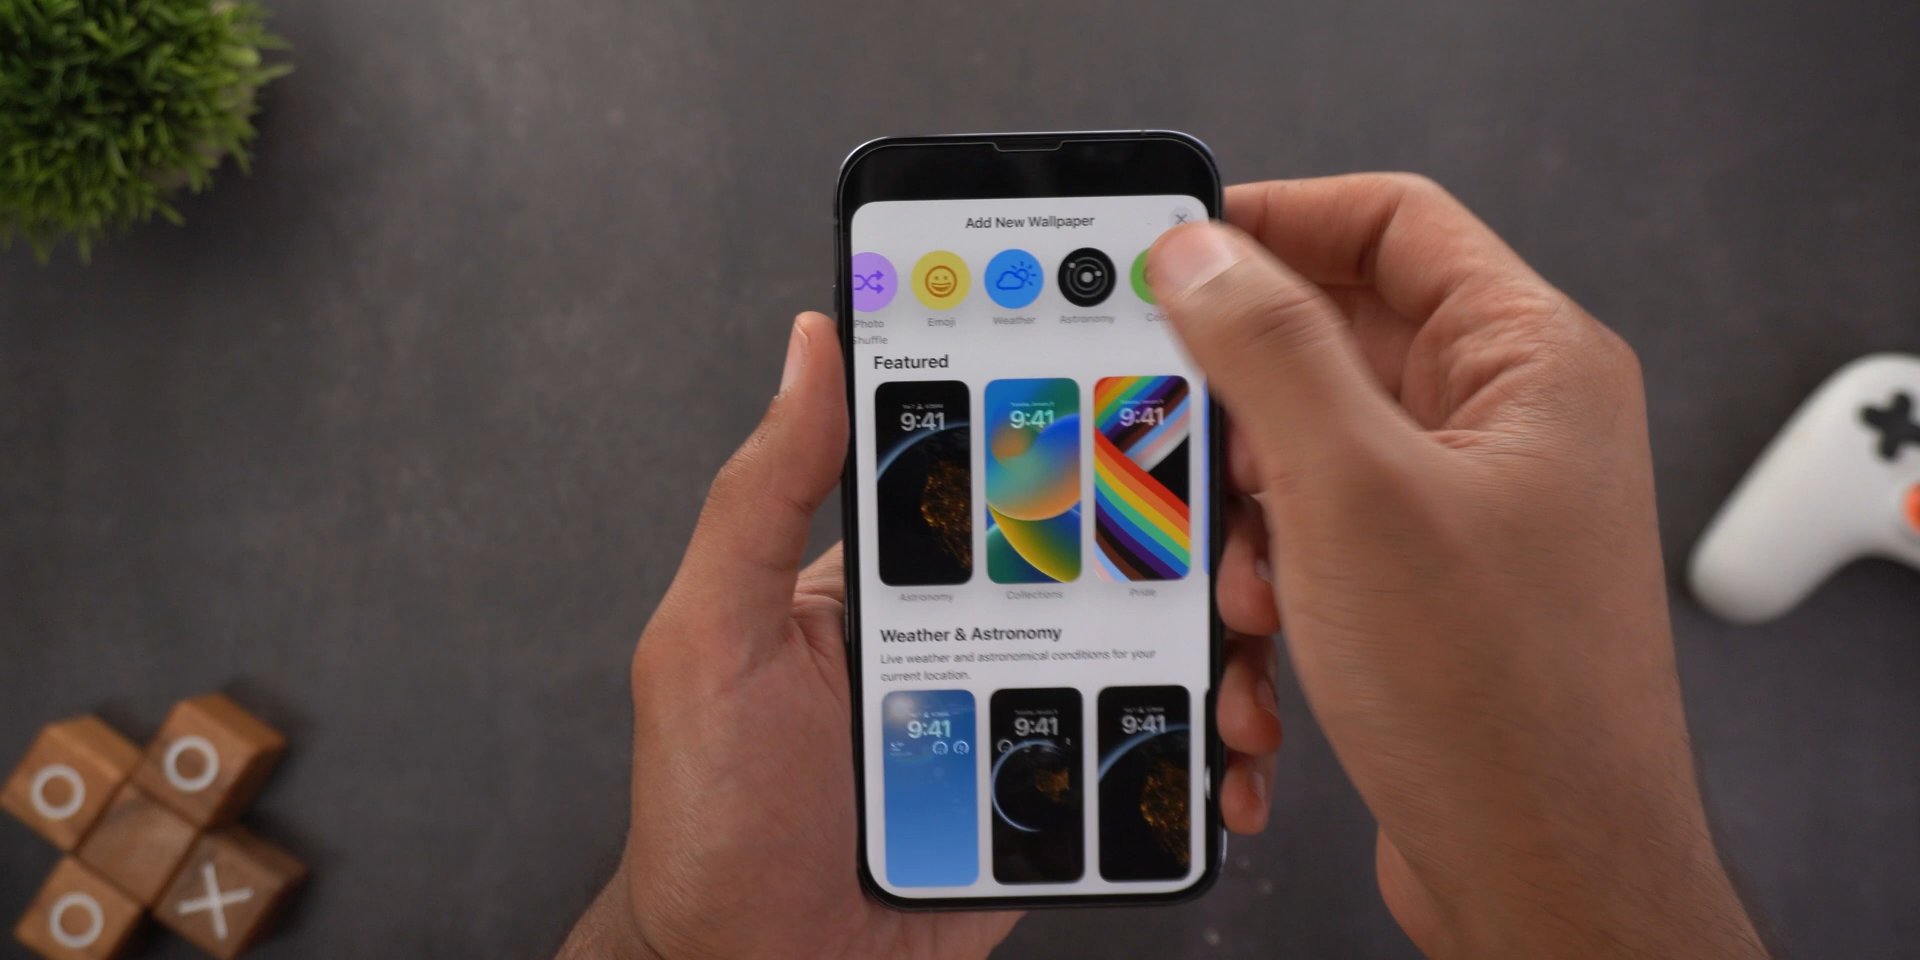 Add New Wallpaper
Photo
Shuffle
Emoji
Weather
Astronomy
Featured
9:41
9:41
9:41
Astronomy
Collections
Pride
Weather & Astronomy
Live weather and astronomical conditions for your
current location.
9:41
9:41
9:41
O
O
O
X